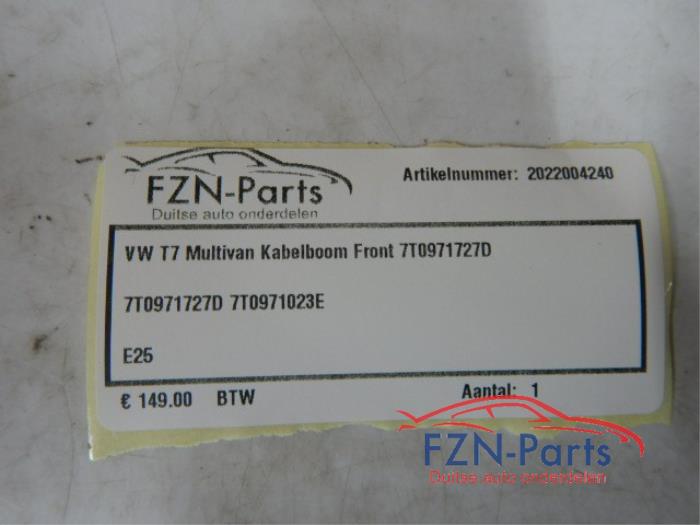 FZN-Parts
Duitse auto onderdelen
Artikelnummer: 2022004240
VW T7 Multivan Kabelboom Front 7T0971727D
7T0971727D 7T0971023E
E25
€ 149.00 BTW
Aantal: 1
FZN-Parts
Duitse auto onderdelen